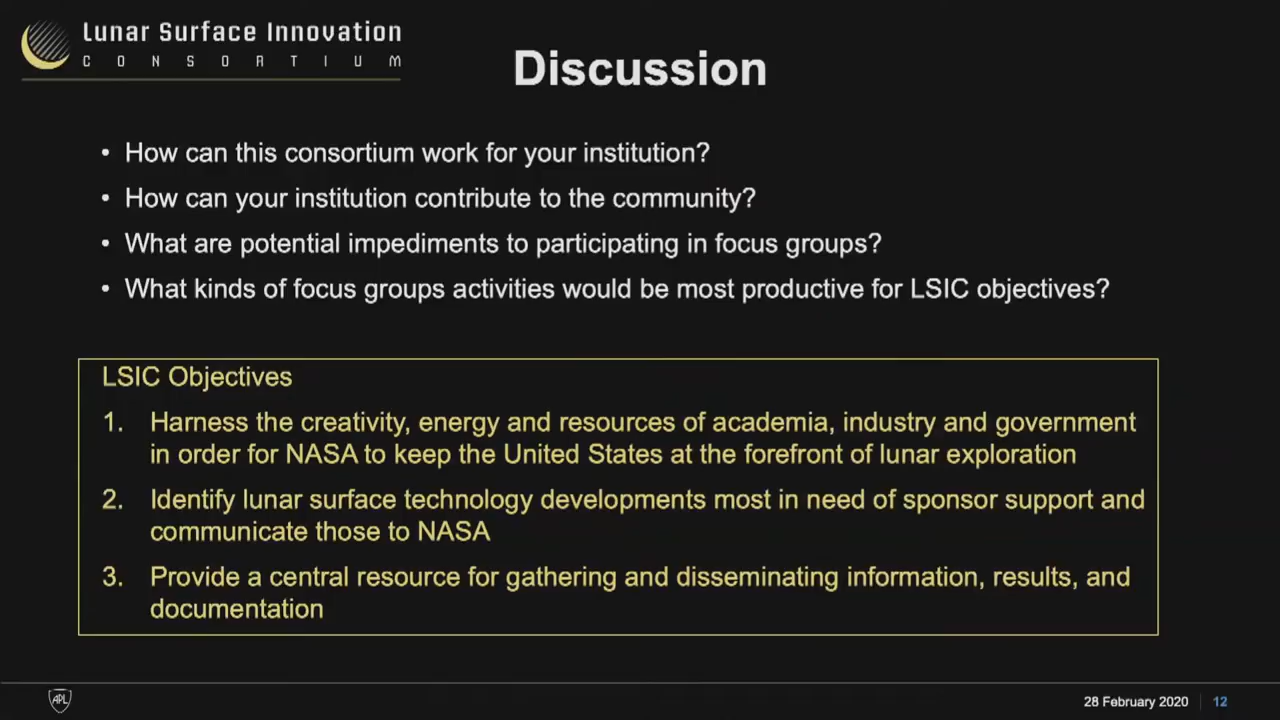 Lunar Surface Innovation
CONSORTIUM
Discussion
• How can this consortium work for your institution?
• How can your institution contribute to the community?
• What are potential impediments to participating in focus groups?
• What kinds of focus groups activities would be most productive for LSIC objectives?
LSIC Objectives
1. Harness the creativity, energy and resources of academia, industry and government
in order for NASA to keep the United States at the forefront of lunar exploration
2. Identify lunar surface technology developments most in need of sponsor support and
communicate those to NASA
3. Provide a central resource for gathering and disseminating information, results, and
documentation
APL
28 February 2020 12